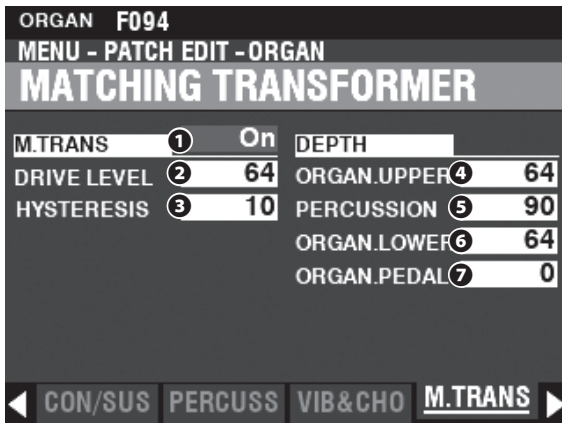 ORGAN F094
MENU - PATCH EDIT - ORGAN
MATCHING TRANSFORMER
M.TRANS 1 On
DRIVE LEVEL 2 64
HYSTERESIS 3 10
DEPTH
ORGAN.UPPER 4 64
PERCUSSION 5 90
ORGAN.LOWER 6 64
ORGAN.PEDAL 7 0
CON/SUS PERCUSS VIB&CHO M.TRANS